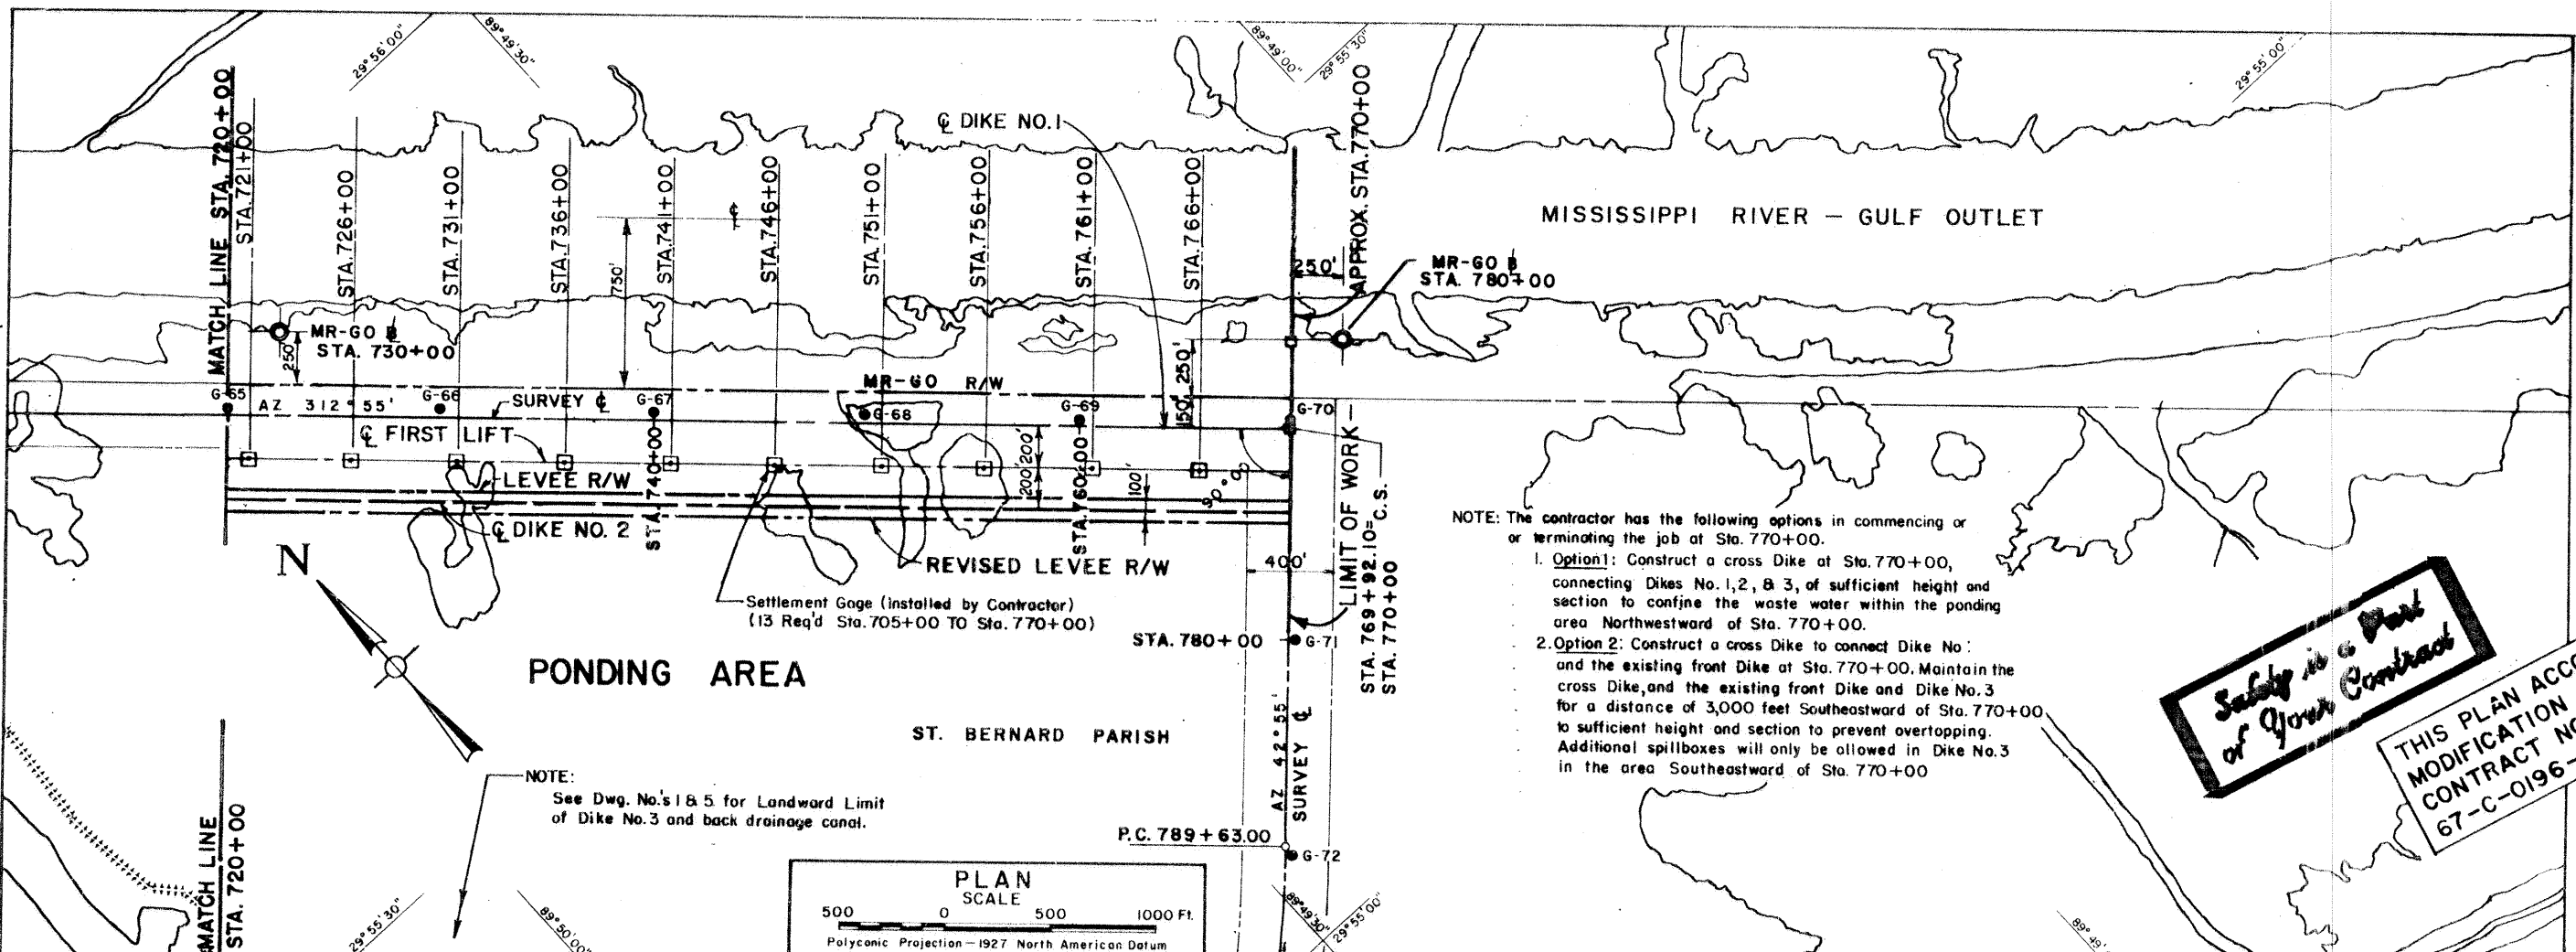 29° 56' 00"
89° 49' 30"
89° 49' 00"
29° 55' 30"
29° 55' 00"
MATCH LINE STA. 720+00
STA. 721+00
STA. 726+00
STA. 731+00
STA. 736+00
750'
STA. 741+00
STA. 746+00
STA. 751+00
STA. 756+00
STA. 761+00
STA. 766+00
APPROX. STA. 770+00
℄ DIKE NO. 1
MISSISSIPPI RIVER — GULF OUTLET
250'
MR-GO
STA. 780+00
MR-GO
STA. 730+00
250'
MR-GO R/W
150' 250'
G-65
AZ 312° 55'
G-66
SURVEY ℄
G-67
G-68
G-69
G-70
℄ FIRST LIFT
LEVEE R/W
STA. 740+00
200' 200'
STA. 760+00
100'
90° 00'
℄ DIKE NO. 2
REVISED LEVEE R/W
400'
LIMIT OF WORK
STA. 769 + 92.10 = C.S.
STA. 770+00
N
Settlement Gage (Installed by Contractor)
(13 Req'd Sta. 705+00 TO Sta. 770+00)
STA. 780+00
G-71
PONDING AREA
ST. BERNARD PARISH
AZ 42° 55'
SURVEY ℄
NOTE: The contractor has the following options in commencing or
or terminating the job at Sta. 770+00.
1. Option 1: Construct a cross Dike at Sta. 770+00,
connecting Dikes No. 1, 2, & 3, of sufficient height and
section to confine the waste water within the ponding
area Northwestward of Sta. 770+00.
2. Option 2: Construct a cross Dike to connect Dike No
and the existing front Dike at Sta. 770+00. Maintain the
cross Dike, and the existing front Dike and Dike No. 3
for a distance of 3,000 feet Southeastward of Sta. 770+00
to sufficient height and section to prevent overtopping.
Additional spillboxes will only be allowed in Dike No. 3
in the area Southeastward of Sta. 770+00
Safety is a Part
of Your Contract
THIS PLAN ACCO
MODIFICATION
CONTRACT NO
67-C-0196-
NOTE:
See Dwg. No.'s 1 & 5 for Landward Limit
of Dike No. 3 and back drainage canal.
P.C. 789 + 63.00
G-72
MATCH LINE
STA. 720+00
PLAN
SCALE
500 0 500 1000 Ft.
Polyconic Projection — 1927 North American Datum
29° 55' 30"
89° 50' 00"
89° 49' 30"
29° 55' 00"
89° 49'